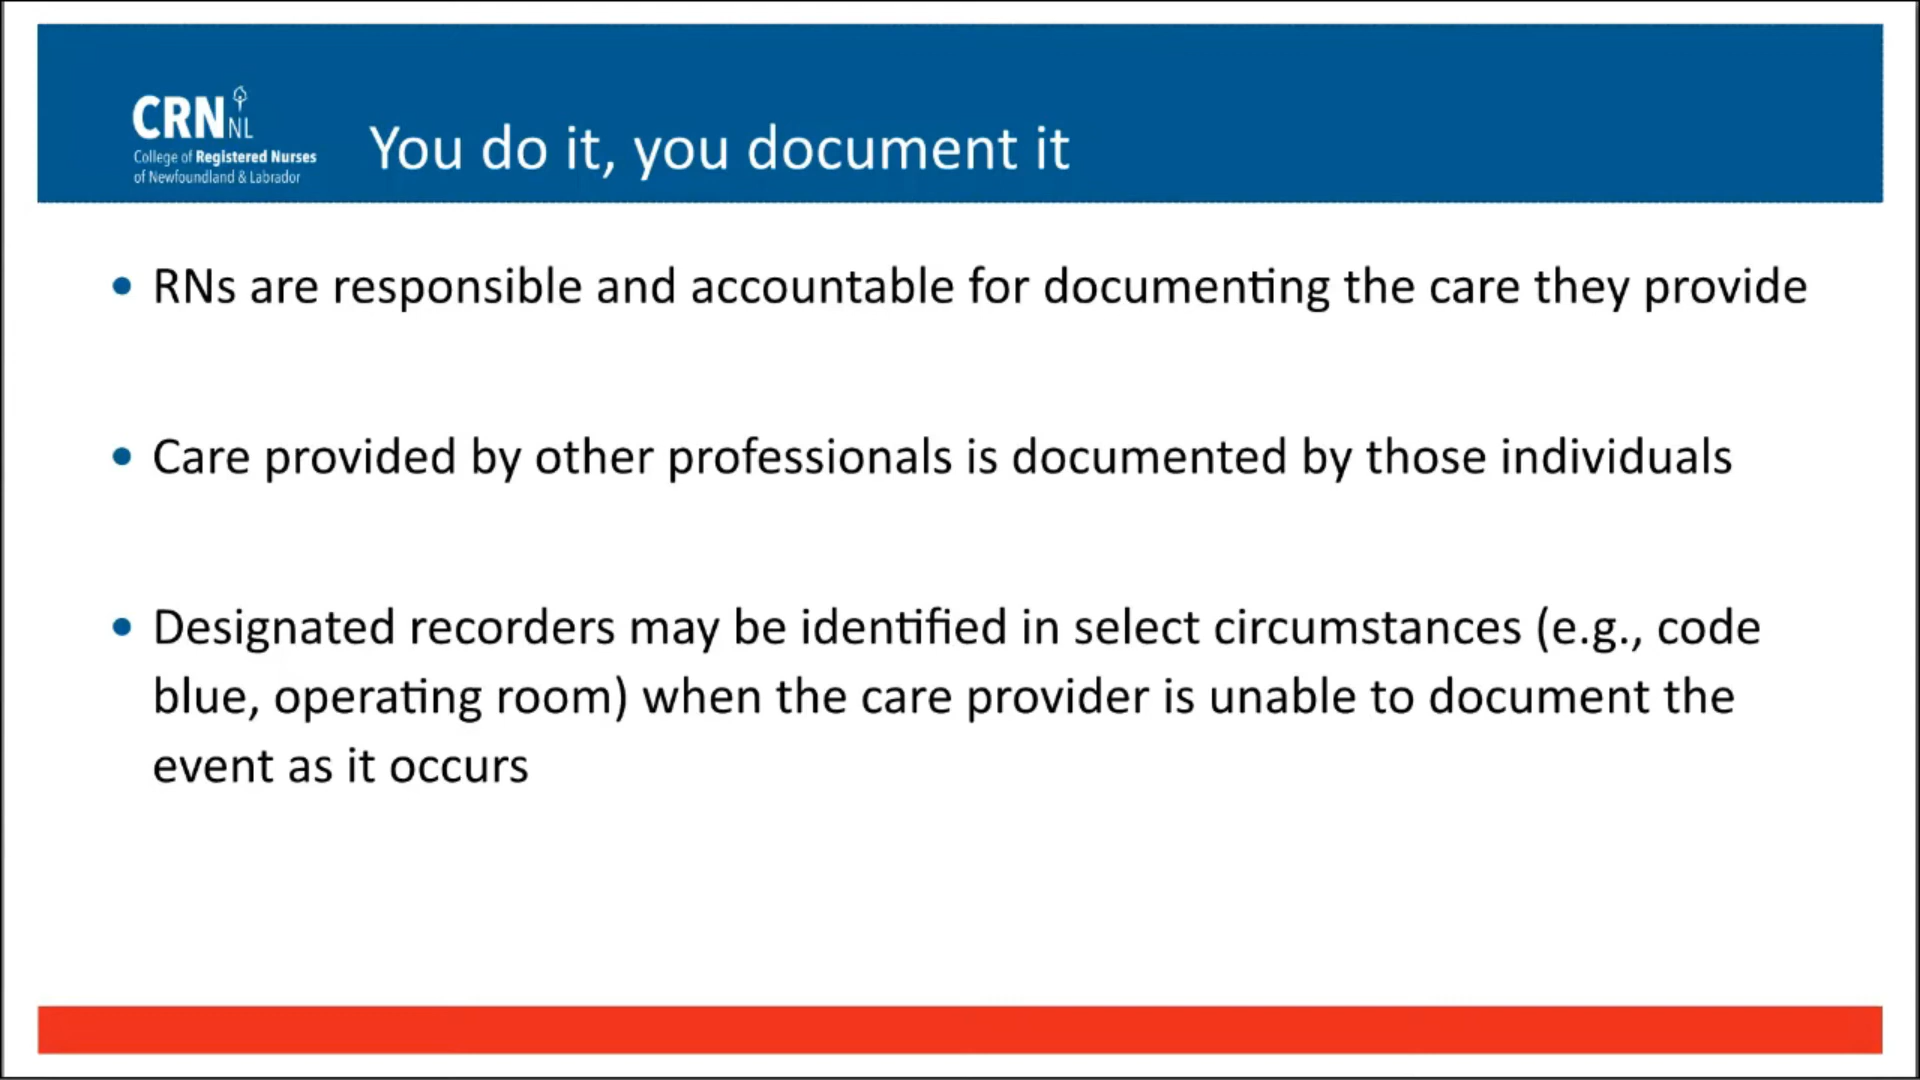 CRN NL
College of Registered Nurses
of Newfoundland & Labrador
You do it, you document it
• RNs are responsible and accountable for documenting the care they provide
• Care provided by other professionals is documented by those individuals
• Designated recorders may be identified in select circumstances (e.g., code
blue, operating room) when the care provider is unable to document the
event as it occurs